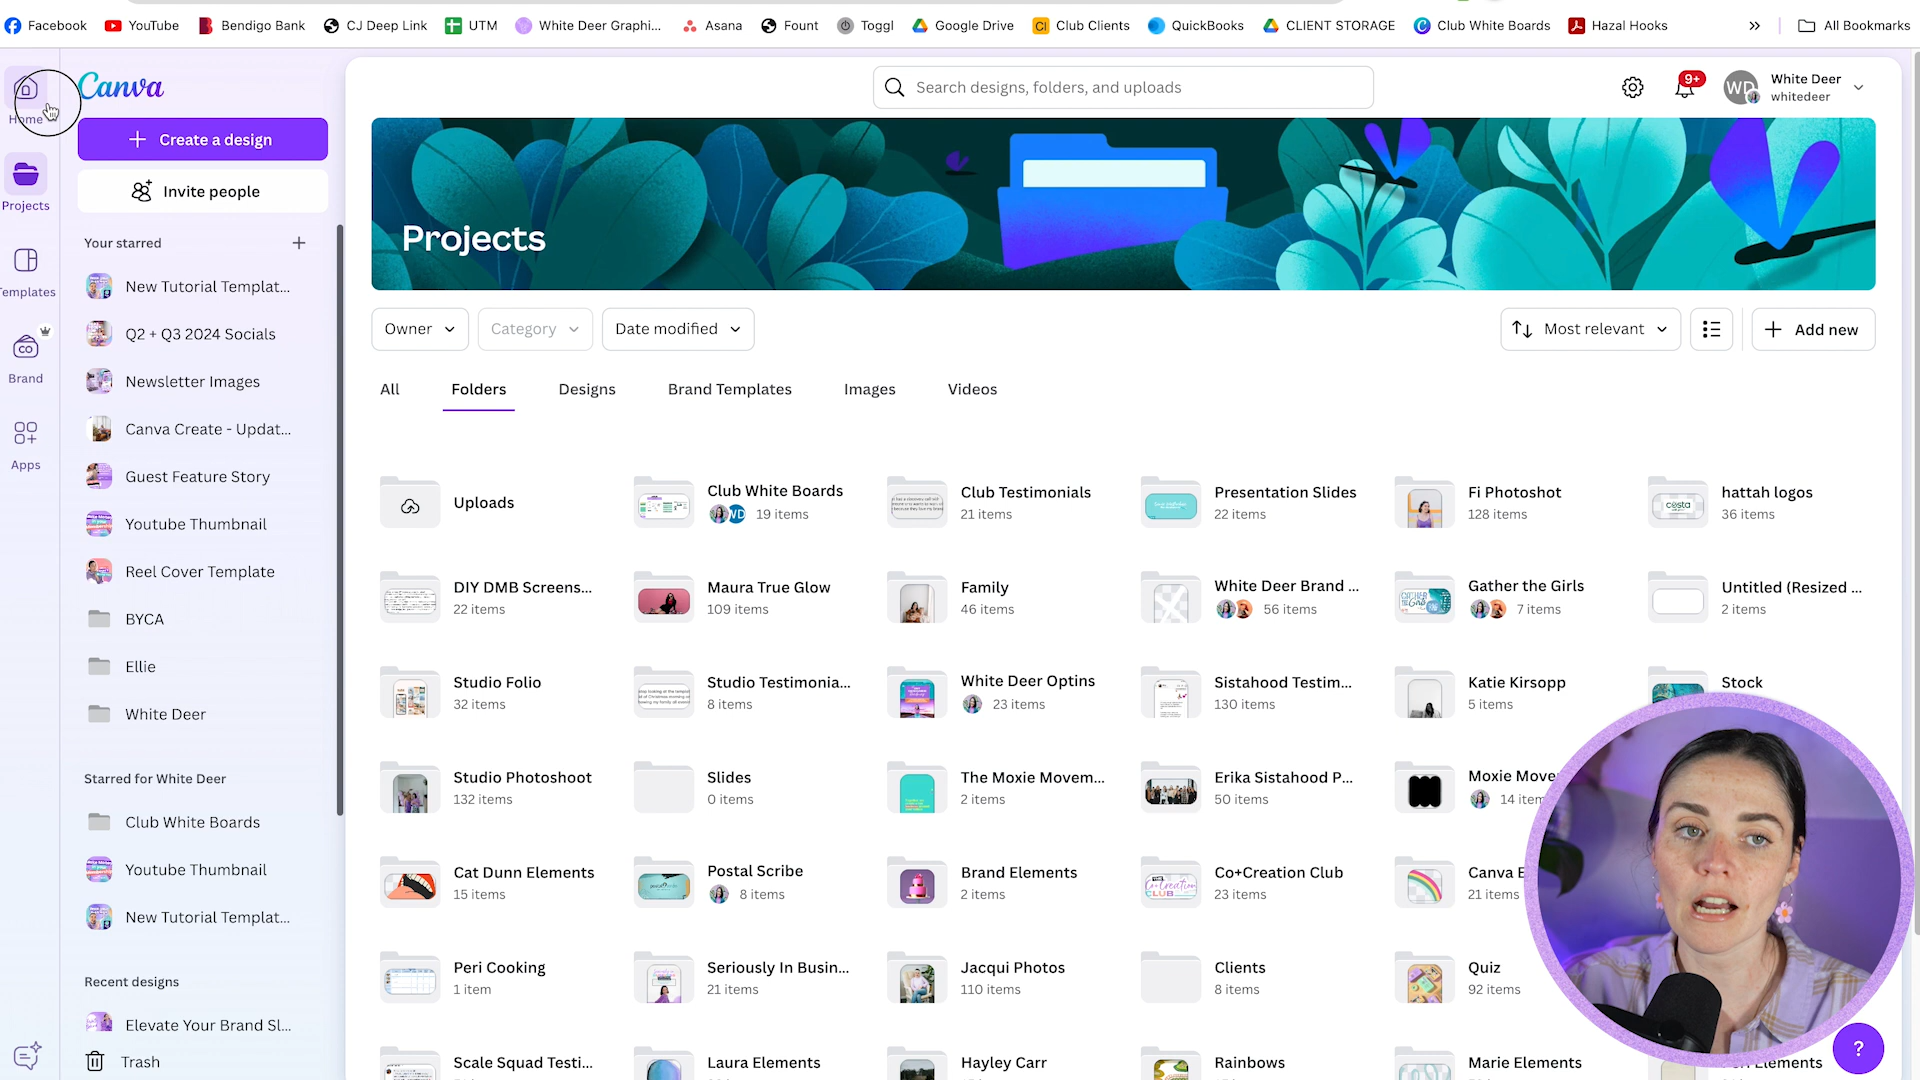 Facebook YouTube Bendigo Bank CJ Deep Link UTM White Deer Graphi... Asana Fount Toggl Google Drive Club Clients QuickBooks CLIENT STORAGE Club White Boards Hazal Hooks » All Bookmarks
Home
Projects
Templates
Brand
Apps
Canva
Create a design
Invite people
Your starred
New Tutorial Templat...
Q2 + Q3 2024 Socials
Newsletter Images
Canva Create - Updat...
Guest Feature Story
Youtube Thumbnail
Reel Cover Template
BYCA
Ellie
White Deer
Starred for White Deer
Club White Boards
Youtube Thumbnail
New Tutorial Templat...
Recent designs
Elevate Your Brand Sl...
Trash
Search designs, folders, and uploads
9+
WD
White Deer
whitedeer
Projects
Owner Category Date modified Most relevant Add new
All Folders Designs Brand Templates Images Videos
Uploads
Club White Boards
19 items
Club Testimonials
21 items
Presentation Slides
22 items
Fi Photoshot
128 items
hattah logos
36 items
DIY DMB Screens...
22 items
Maura True Glow
109 items
Family
46 items
White Deer Brand ...
56 items
Gather the Girls
7 items
Untitled (Resized ...
2 items
Studio Folio
32 items
Studio Testimonia...
8 items
White Deer Optins
23 items
Sistahood Testim...
130 items
Katie Kirsopp
5 items
Stock
Studio Photoshoot
132 items
Slides
0 items
The Moxie Movem...
2 items
Erika Sistahood P...
50 items
Moxie Move
14 item
Cat Dunn Elements
15 items
Postal Scribe
8 items
Brand Elements
2 items
Co+Creation Club
23 items
Canva E
21 items
Peri Cooking
1 item
Seriously In Busin...
21 items
Jacqui Photos
110 items
Clients
8 items
Quiz
92 items
Scale Squad Testi...
Laura Elements
Hayley Carr
Rainbows
Marie Elements
Elements
?